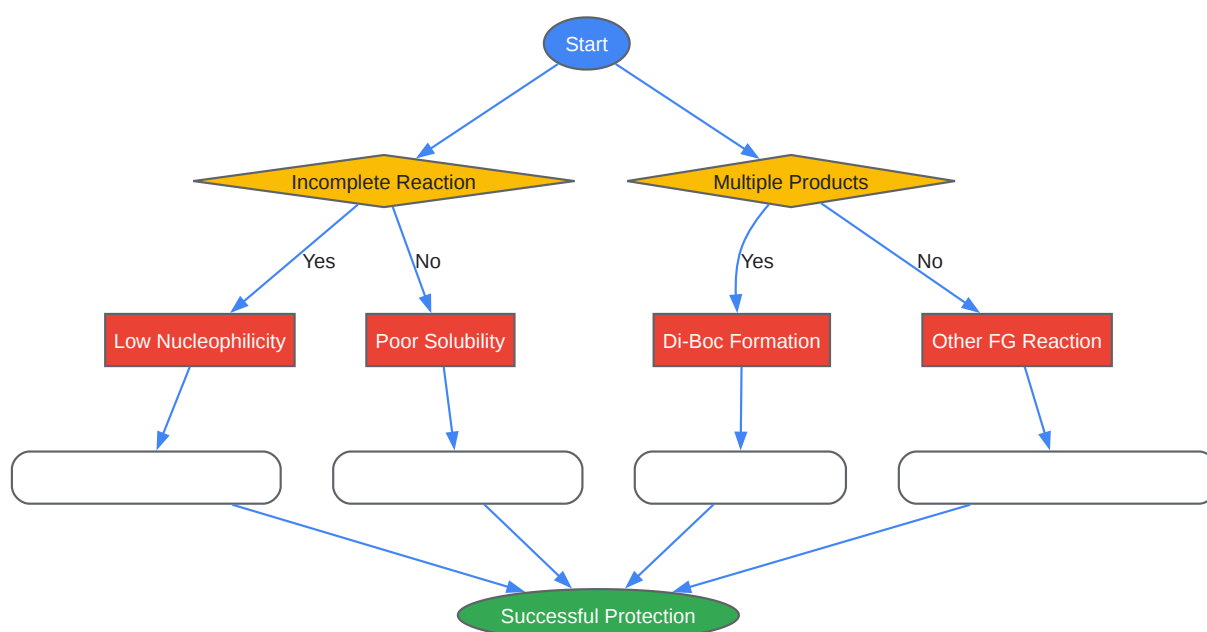 Start
Incomplete Reaction
Multiple Products
Yes
No
Yes
No
Low Nucleophilicity
Poor Solubility
Di-Boc Formation
Other FG Reaction
Successful Protection